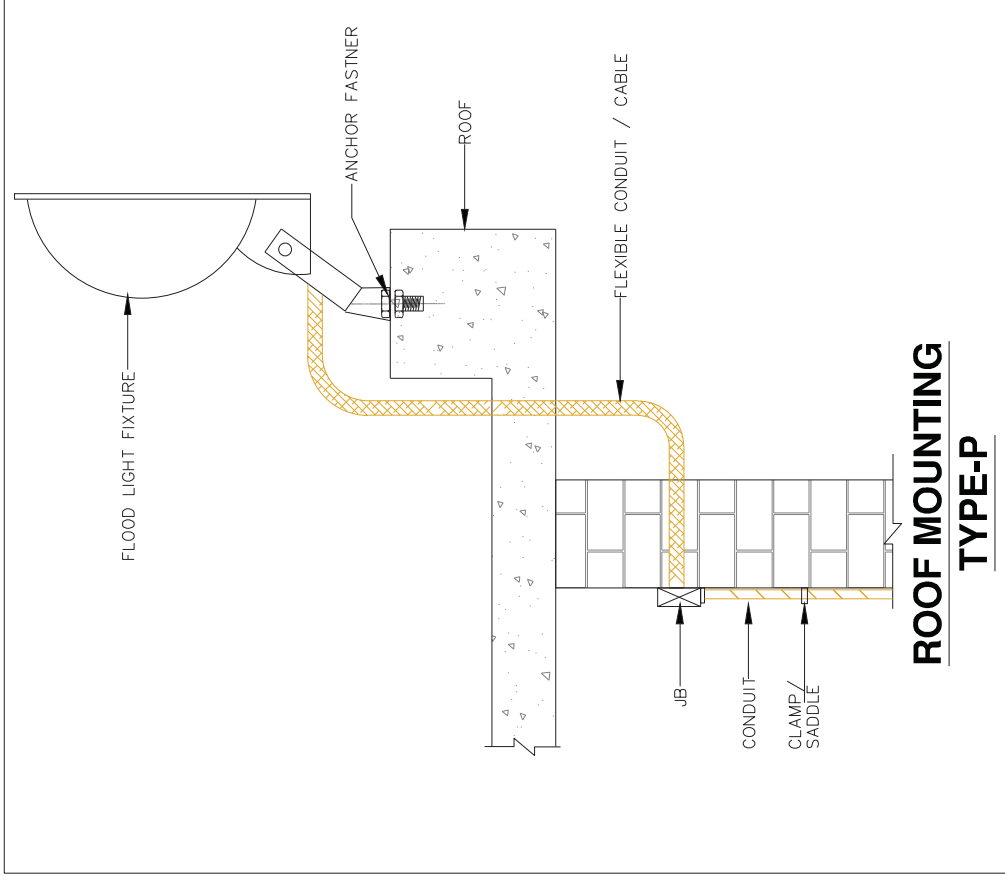 FLOOD LIGHT FIXTURE
ANCHOR FASTNER
ROOF
FLEXIBLE CONDUIT / CABLE
JB
CONDUIT
CLAMP/
SADDLE
ROOF MOUNTING
TYPE-P